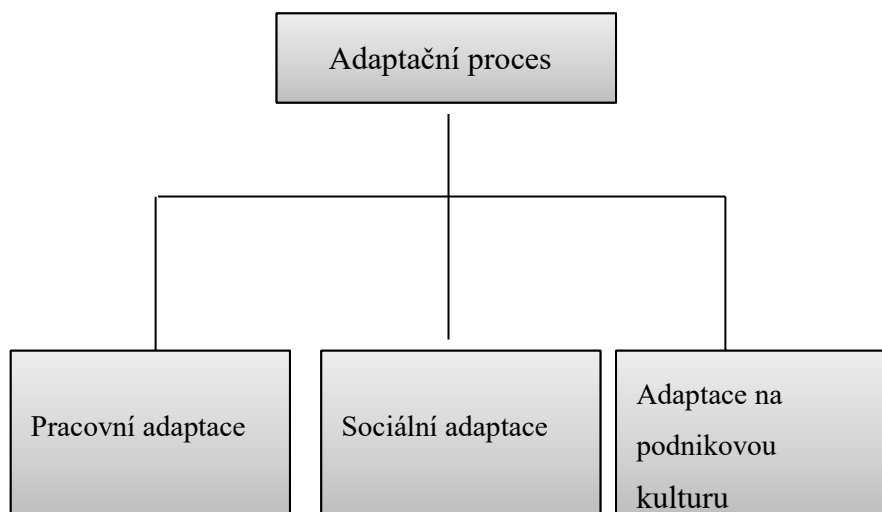 Adaptační proces
Pracovní adaptace
Sociální adaptace
Adaptace na
podnikovou
kulturu